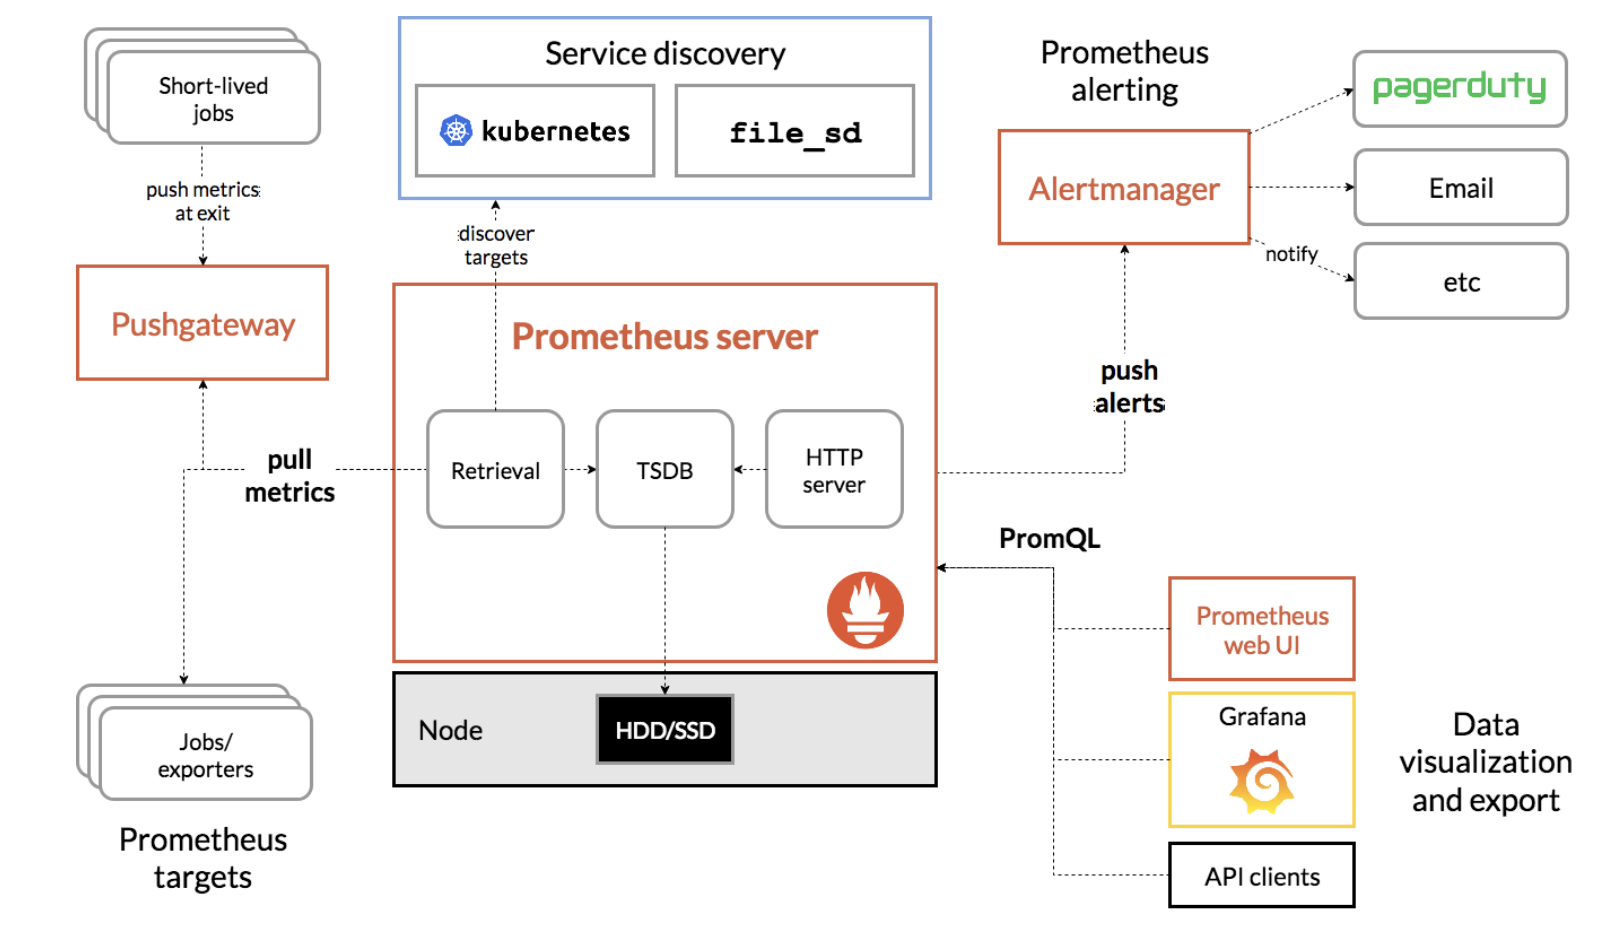 Short-lived
jobs
push metrics
at exit
Pushgateway
Service discovery
kubernetes
file_sd
discover
targets
Prometheus
alerting
Alertmanager
pagerduty
Email
notify
etc
Prometheus server
Retrieval
TSDB
HTTP
server
pull
metrics
push
alerts
PromQL
Node
HDD/SSD
Jobs/
exporters
Prometheus
targets
Prometheus
web UI
Grafana
API clients
Data
visualization
and export